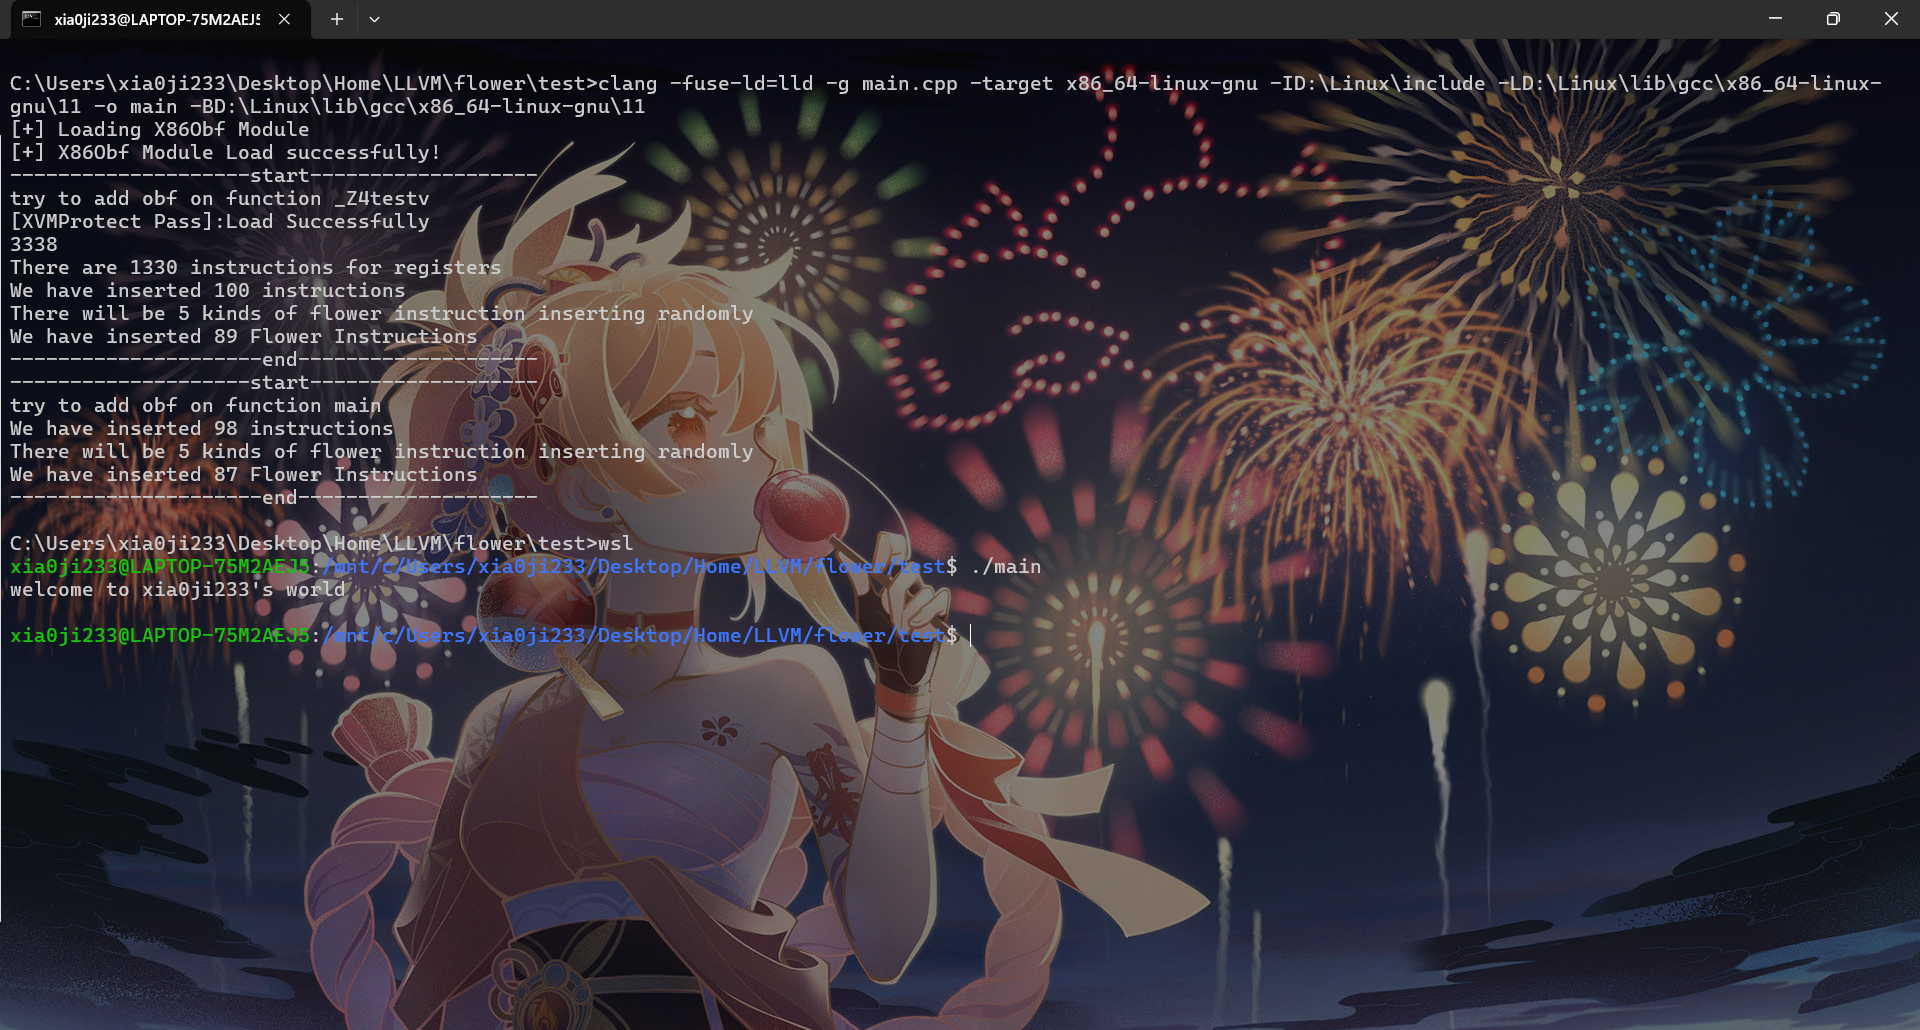 xia0ji233@LAPTOP-75M2AEJ5
C:\Users\xia0ji233\Desktop\Home\LLVM\flower\test>clang -fuse-ld=lld -g main.cpp -target x86_64-linux-gnu -ID:\Linux\include -LD:\Linux\lib\gcc\x86_64-linux-
gnu\11 -o main -BD:\Linux\lib\gcc\x86_64-linux-gnu\11
[+] Loading X86Obf Module
[+] X86Obf Module Load successfully!
--------------------start-------------------
try to add obf on function _Z4testv
[XVMProtect Pass]:Load Successfully
3338
There are 1330 instructions for registers
We have inserted 100 instructions
There will be 5 kinds of flower instruction inserting randomly
We have inserted 89 Flower Instructions
---------------------end--------------------
--------------------start-------------------
try to add obf on function main
We have inserted 98 instructions
There will be 5 kinds of flower instruction inserting randomly
We have inserted 87 Flower Instructions
---------------------end--------------------
C:\Users\xia0ji233\Desktop\Home\LLVM\flower\test>wsl
xia0ji233@LAPTOP-75M2AEJ5:/mnt/c/Users/xia0ji233/Desktop/Home/LLVM/flower/test$ ./main
welcome to xia0ji233's world
xia0ji233@LAPTOP-75M2AEJ5:/mnt/c/Users/xia0ji233/Desktop/Home/LLVM/flower/test$